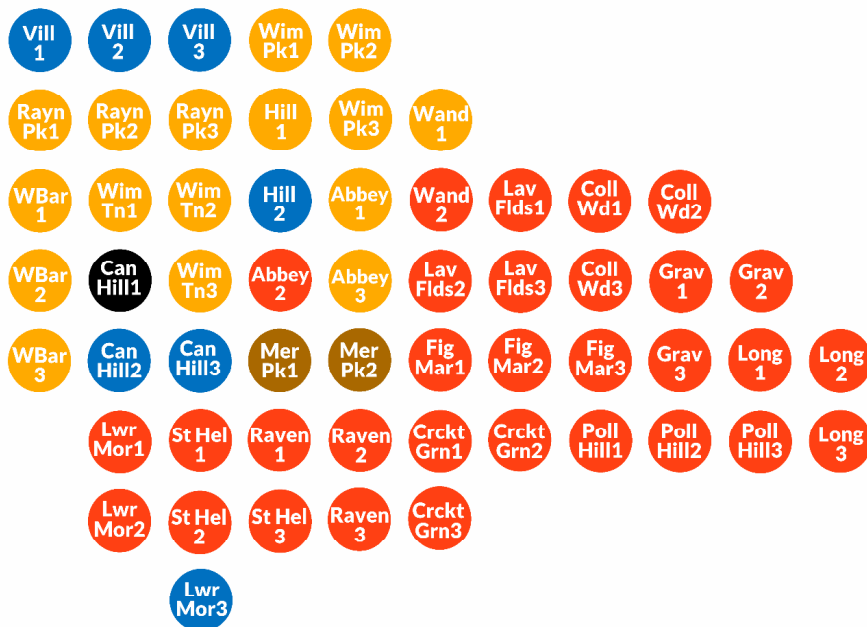 Vill
1
Vill
2
Vill
3
Wim
Pk1
Wim
Pk2
Rayn
Pk1
Rayn
Pk2
Rayn
Pk3
Hill
1
Wim
Pk3
Wand
1
WBar
1
Wim
Tn1
Wim
Tn2
Hill
2
Abbey
1
Wand
2
Lav
Flds1
Coll
Wd1
Coll
Wd2
WBar
2
Can
Hill1
Wim
Tn3
Abbey
2
Abbey
3
Lav
Flds2
Lav
Flds3
Coll
Wd3
Grav
1
Grav
2
WBar
3
Can
Hill2
Can
Hill3
Mer
Pk1
Mer
Pk2
Fig
Mar1
Fig
Mar2
Fig
Mar3
Grav
3
Long
1
Long
2
Lwr
Mor1
St Hel
1
Raven
1
Raven
2
Crckt
Grn1
Crckt
Grn2
Poll
Hill1
Poll
Hill2
Poll
Hill3
Long
3
Lwr
Mor2
St Hel
2
St Hel
3
Raven
3
Crckt
Grn3
Lwr
Mor3